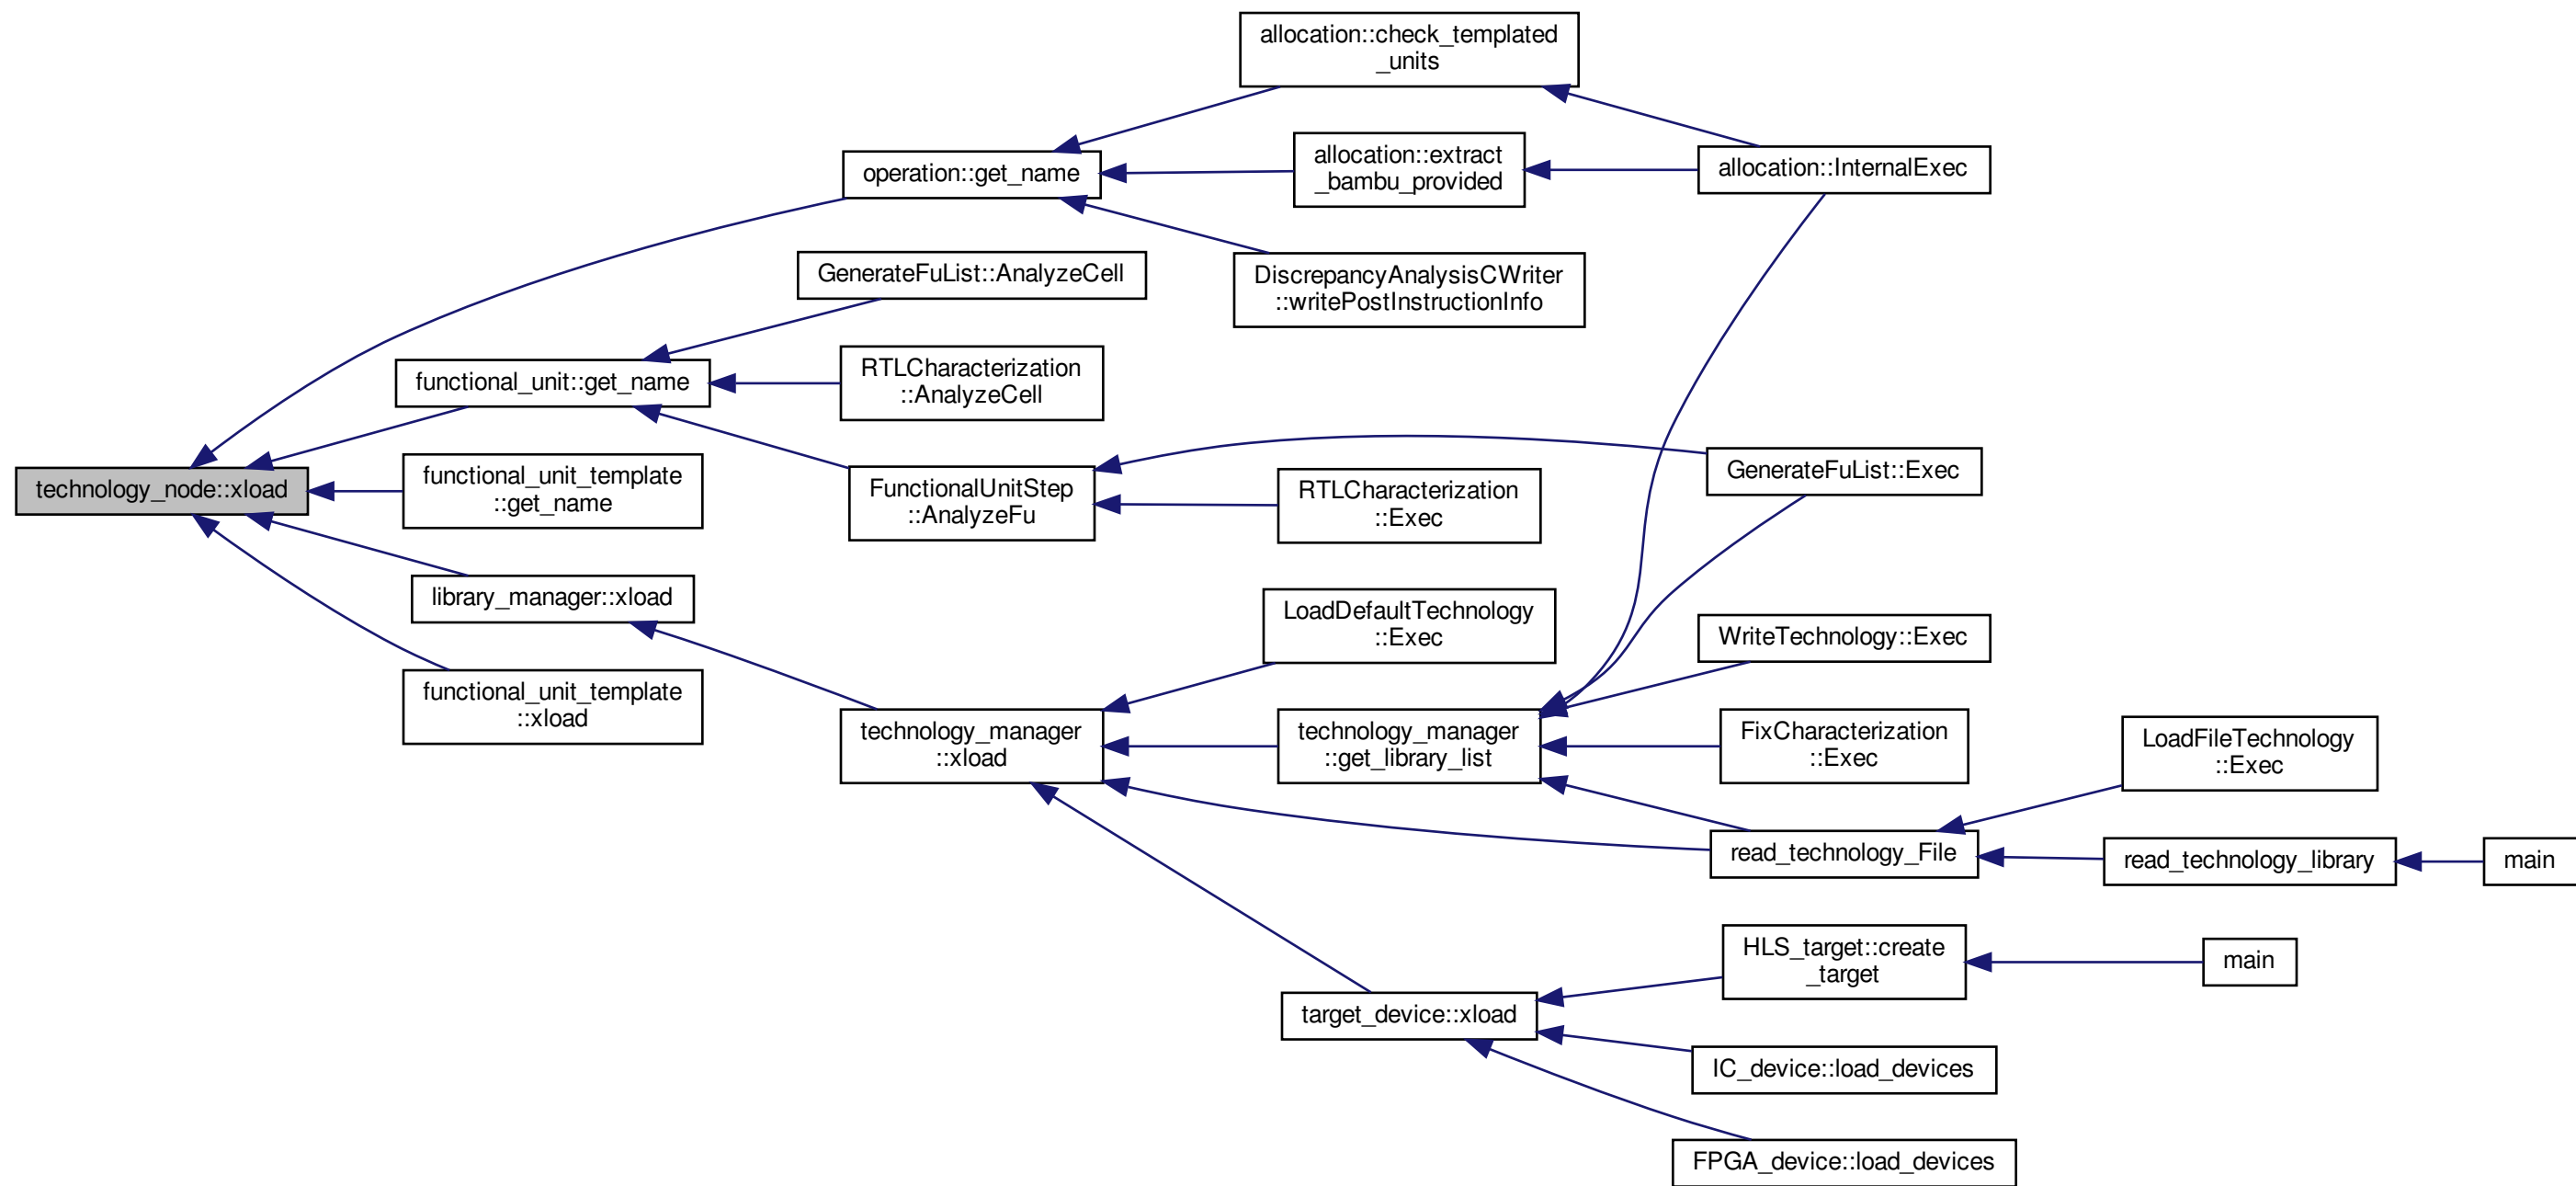 allocation::check_templated
_units
operation::get_name
allocation::extract
_bambu_provided
allocation::InternalExec
DiscrepancyAnalysisCWriter
::writePostInstructionInfo
GenerateFuList::AnalyzeCell
functional_unit::get_name
RTLCharacterization
::AnalyzeCell
technology_node::xload
functional_unit_template
::get_name
FunctionalUnitStep
::AnalyzeFu
RTLCharacterization
::Exec
GenerateFuList::Exec
library_manager::xload
functional_unit_template
::xload
LoadDefaultTechnology
::Exec
WriteTechnology::Exec
technology_manager
::xload
technology_manager
::get_library_list
FixCharacterization
::Exec
LoadFileTechnology
::Exec
read_technology_File
read_technology_library
main
HLS_target::create
_target
main
target_device::xload
IC_device::load_devices
FPGA_device::load_devices